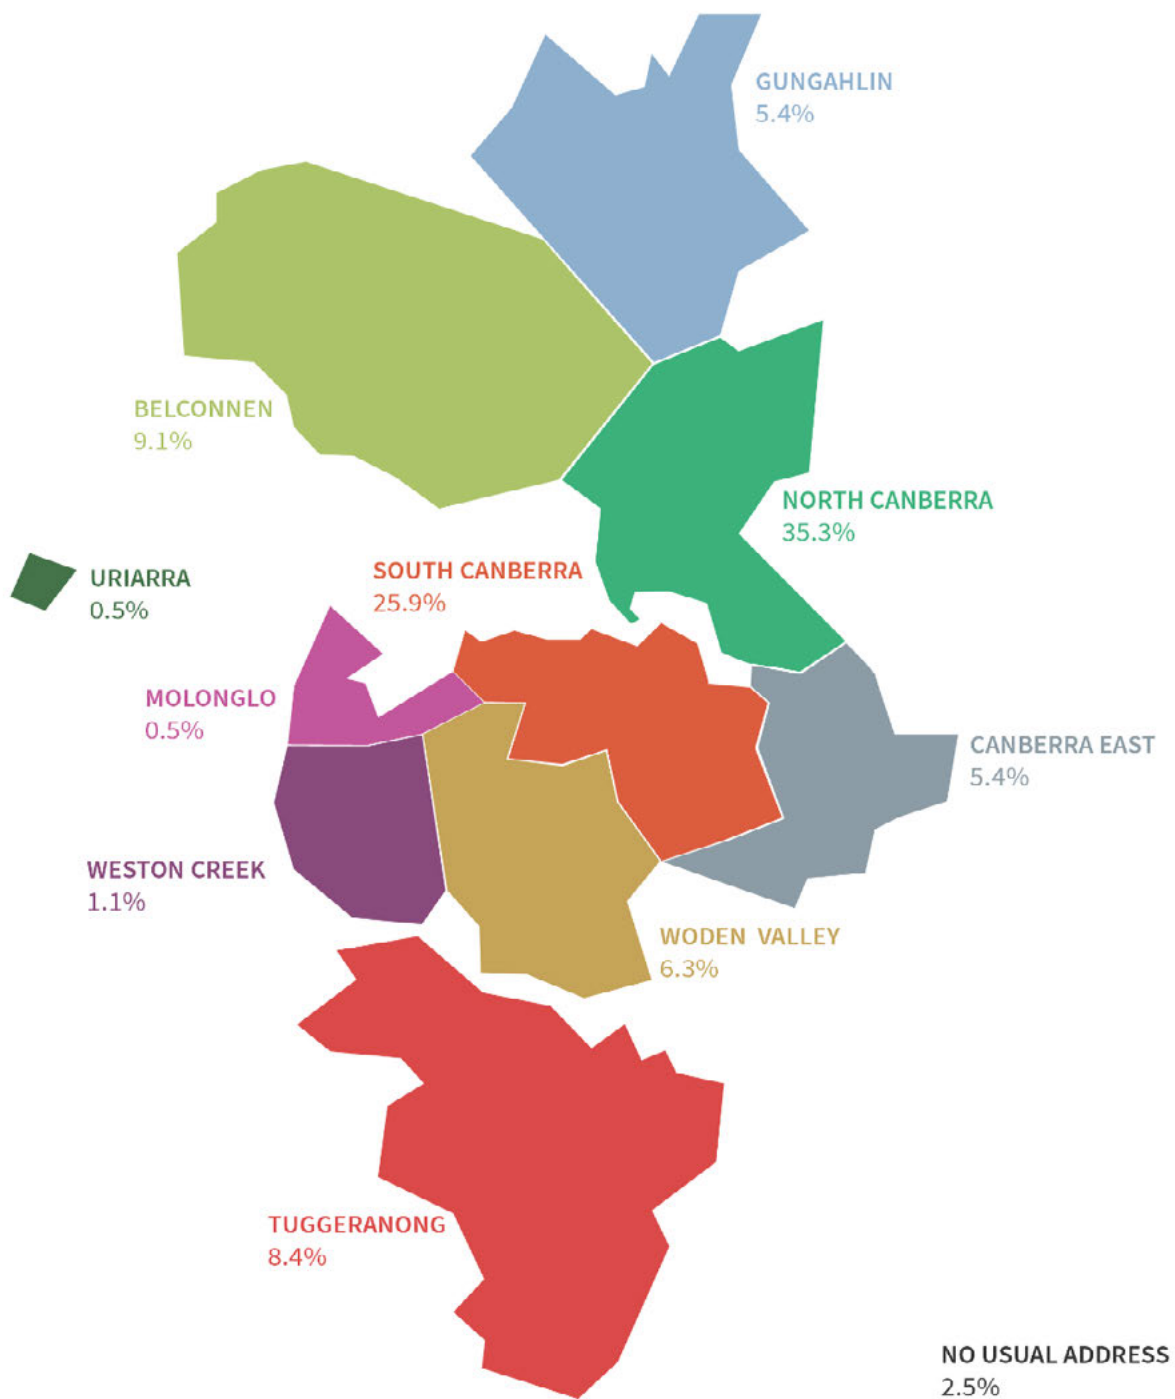 GUNGAHLIN
5.4%
BELCONNEN
9.1%
NORTH CANBERRA
35.3%
URIARRA
0.5%
SOUTH CANBERRA
25.9%
MOLONGLO
0.5%
CANBERRA EAST
5.4%
WESTON CREEK
1.1%
WODEN VALLEY
6.3%
TUGGERANONG
8.4%
NO USUAL ADDRESS
2.5%